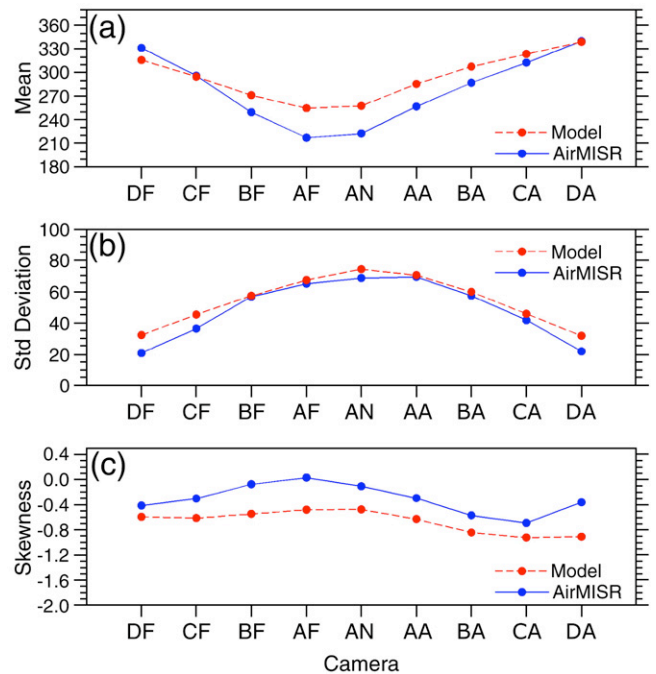 (a)
Mean
360
330
300
270
240
210
180
Model
AirMISR
DF CF BF AF AN AA BA CA DA
(b)
Std Deviation
100
80
60
40
20
0
Model
AirMISR
DF CF BF AF AN AA BA CA DA
(c)
Skewness
0.4
0.0
-0.4
-0.8
-1.2
-1.6
-2.0
Model
AirMISR
DF CF BF AF AN AA BA CA DA
Camera